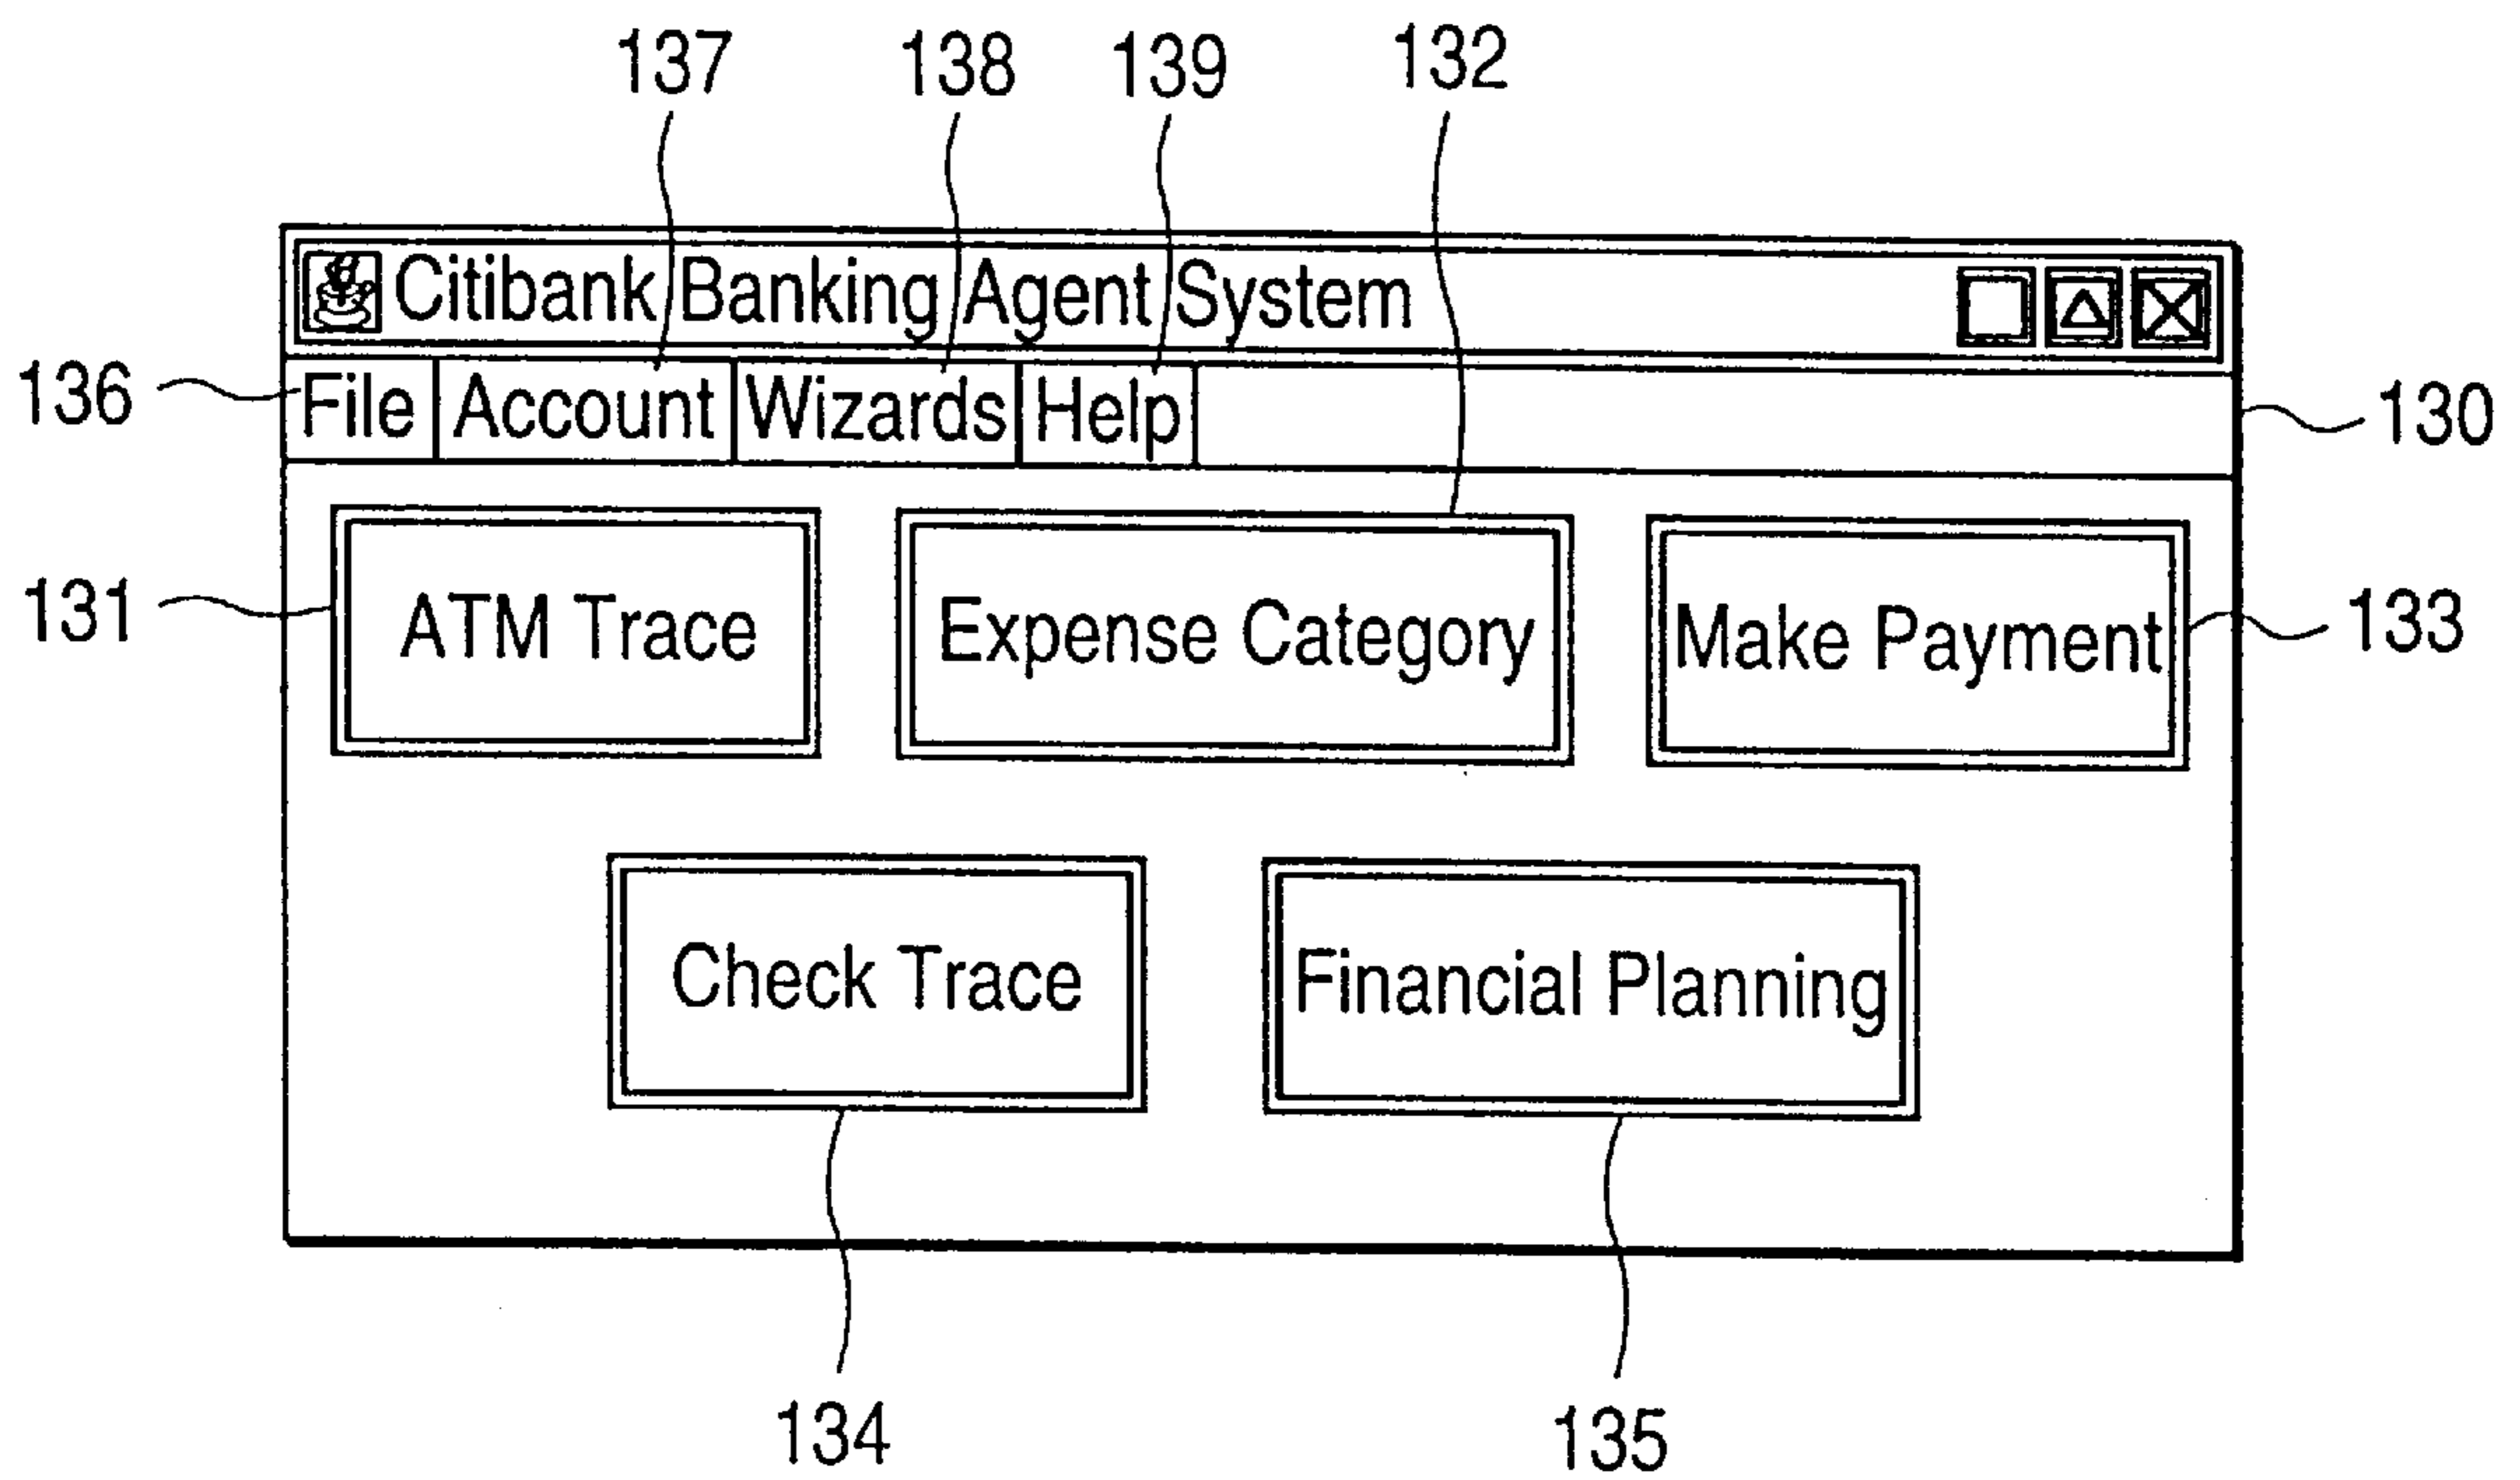 137 138 139 132
Citibank Banking Agent System
136 File Account Wizards Help 130
131 ATM Trace Expense Category Make Payment 133
Check Trace Financial Planning
134 135